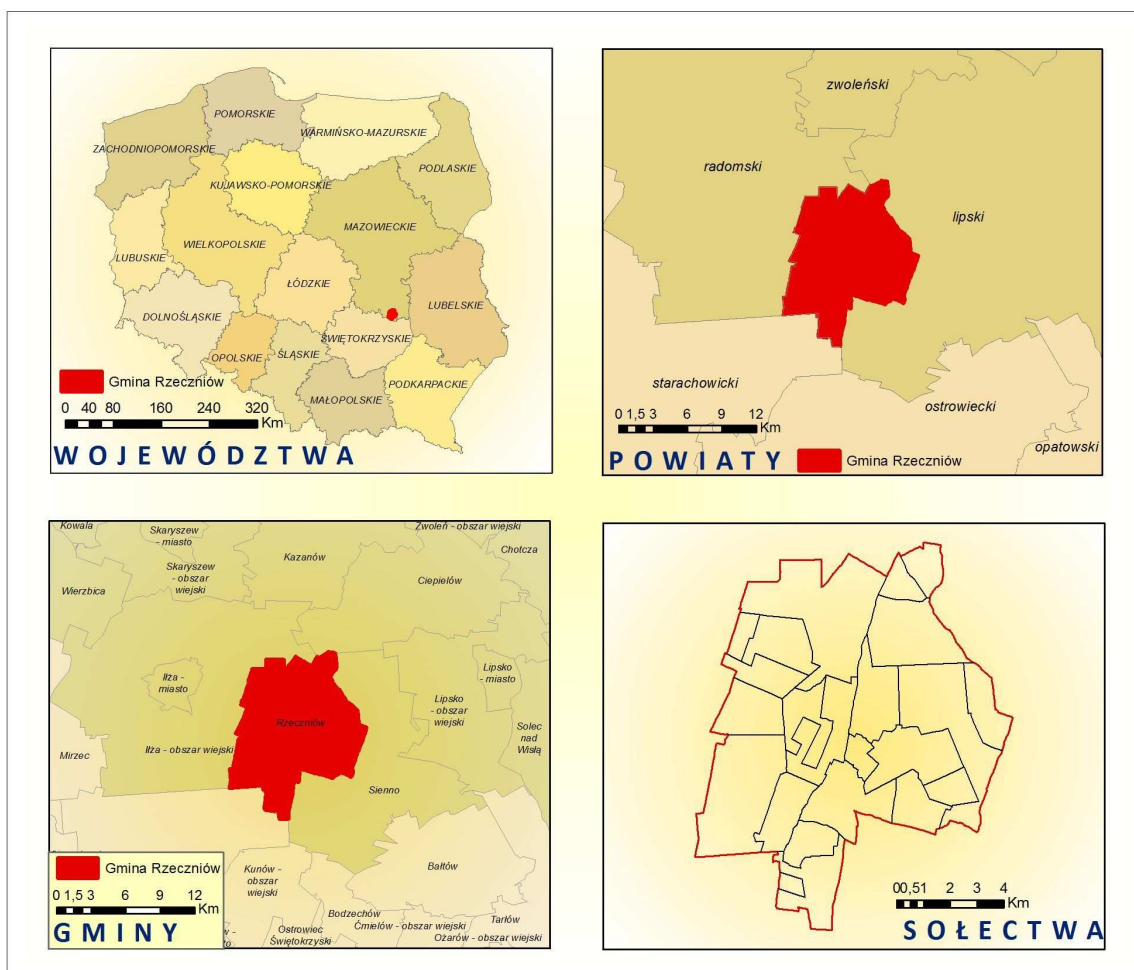 POMORSKIE
WARMIŃSKO-MAZURSKIE
ZACHODNIOPOMORSKIE
PODLASKIE
KUJAWSKO-POMORSKIE
MAZOWIECKIE
WIELKOPOLSKIE
LUBUSKIE
ŁÓDZKIE
LUBELSKIE
DOLNOŚLĄSKIE
ŚWIĘTOKRZYSKIE
OPOLSKIE
ŚLĄSKIE
PODKARPACKIE
MAŁOPOLSKIE
Gmina Rzeczniów
0 40 80 160 240 320
Km
WOJEWÓDZTWA
zwoleński
radomski
lipski
starachowicki
ostrowiecki
opatowski
0 1,5 3 6 9 12
Km
POWIATY
Gmina Rzeczniów
Kowala
Skaryszew
- miasto
Zwoleń - obszar wiejski
Kazanów
Chotcza
Skaryszew
- obszar
wiejski
Ciepielów
Wierzbica
Iłża -
miasto
Lipsko
- miasto
Lipsko
- obszar
wiejski
Rzeczniów
Solec
nad
Wisłą
Mirzec
Iłża - obszar wiejski
Sienno
Bałtów
Kunów -
obszar
wiejski
Bodzechów
Tarłów
Ostrowiec
Świętokrzyski
Ćmielów - obszar wiejski
Ożarów - obszar wiejski
Gmina Rzeczniów
0 1,5 3 6 9 12
Km
GMINY
00,51 2 3 4
Km
SOŁECTWA